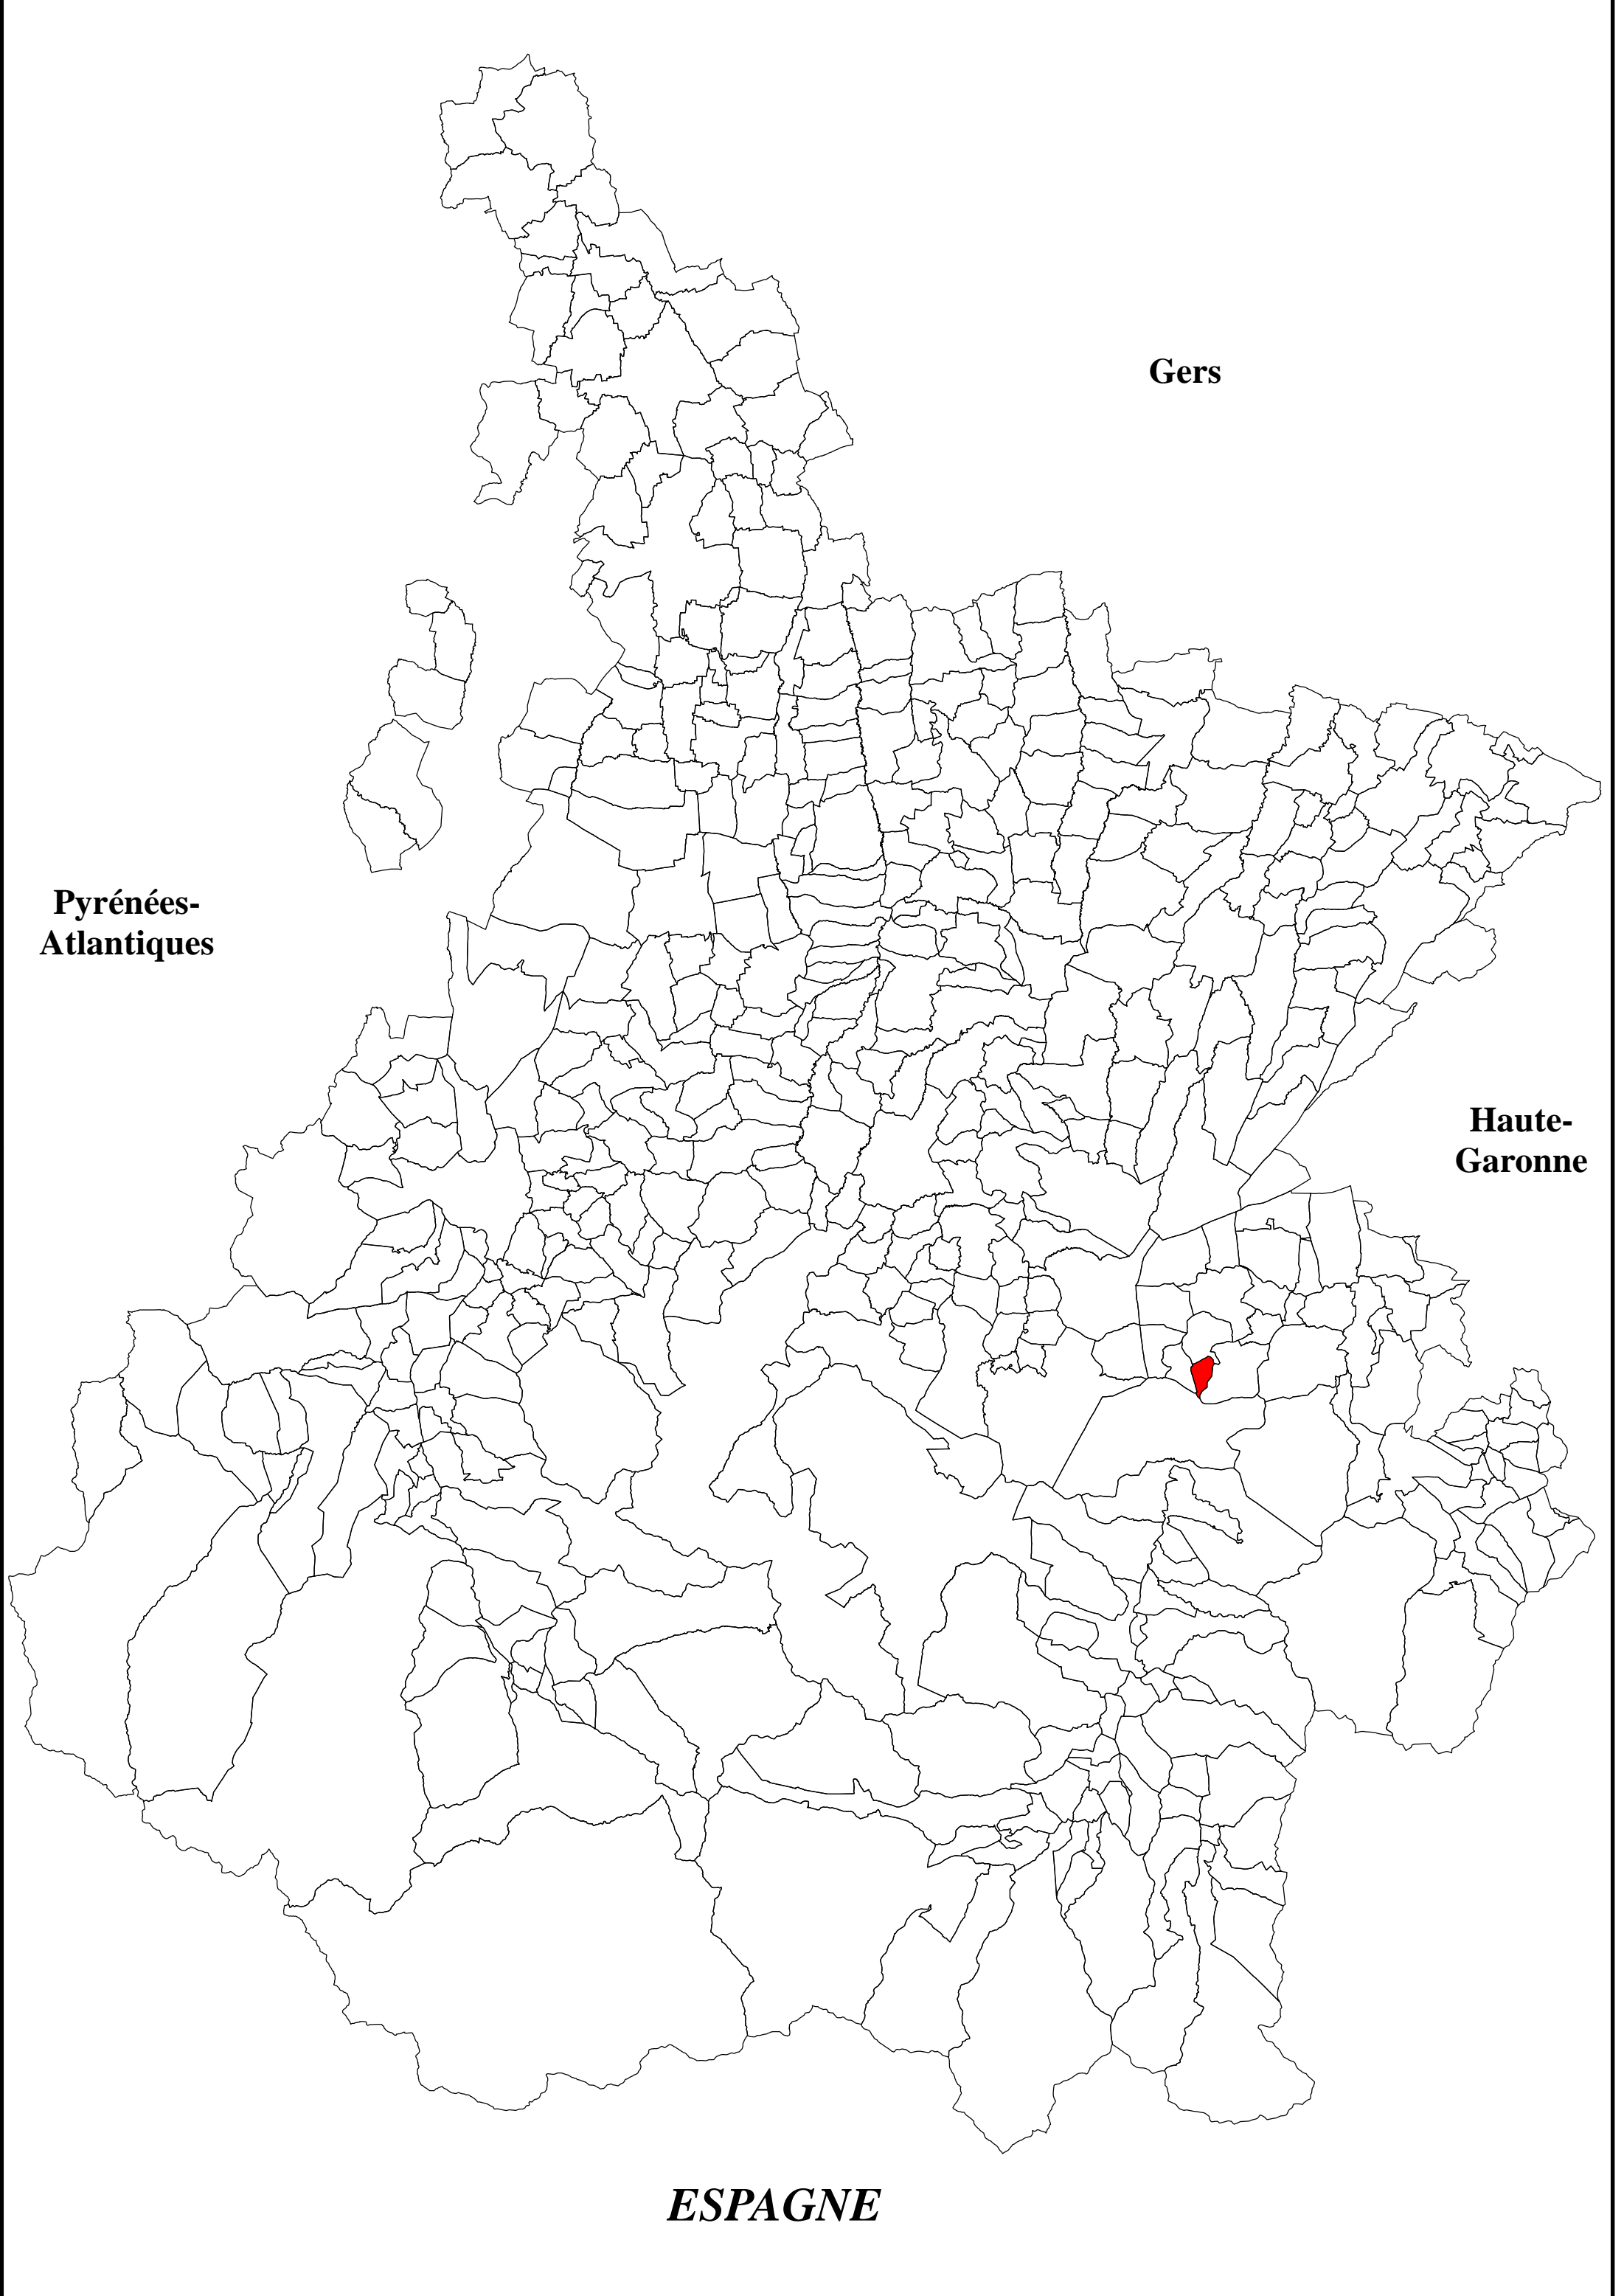 Gers
Pyrénées-
Atlantiques
Haute-
Garonne
ESPAGNE